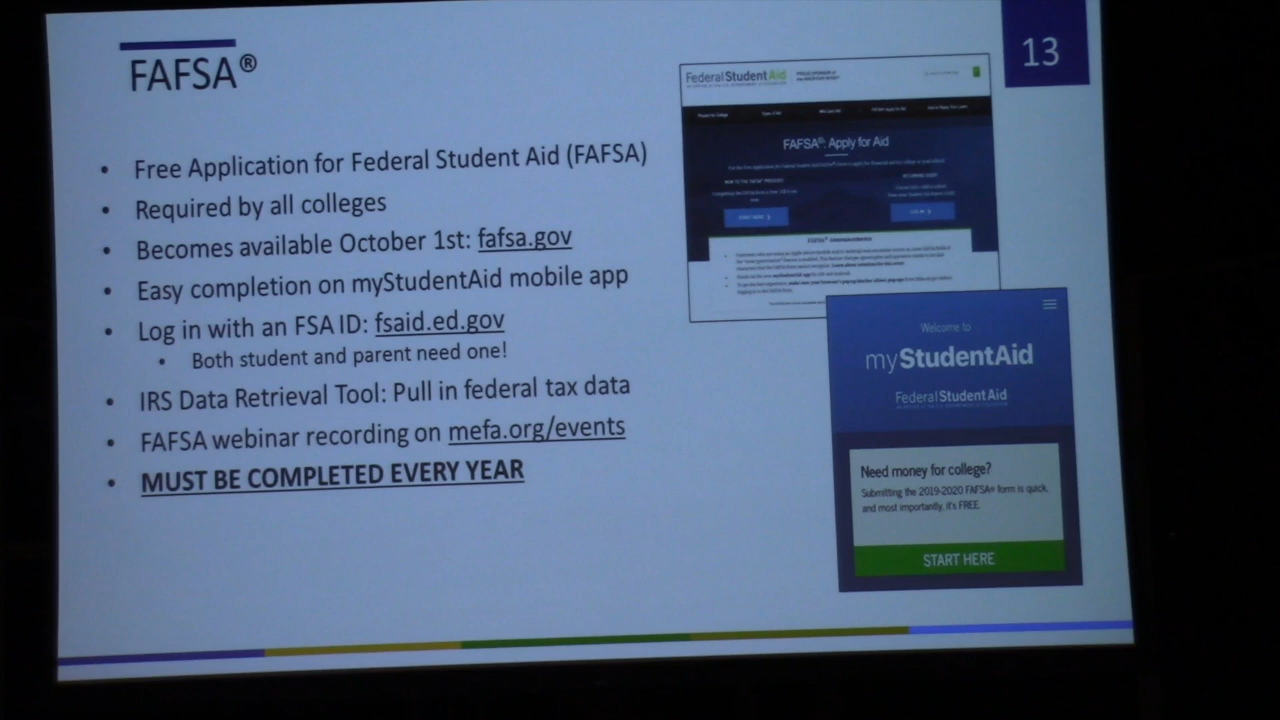 13
FAFSA®
• Free Application for Federal Student Aid (FAFSA)
• Required by all colleges
• Becomes available October 1st: fafsa.gov
• Easy completion on myStudentAid mobile app
• Log in with an FSA ID: fsaid.ed.gov
• Both student and parent need one!
• IRS Data Retrieval Tool: Pull in federal tax data
• FAFSA webinar recording on mefa.org/events
• MUST BE COMPLETED EVERY YEAR
Federal Student Aid
FAFSA®: Apply for Aid
START HERE
LOG IN
Welcome to
myStudentAid
Federal Student Aid
Need money for college?
Submitting the 2019-2020 FAFSA® form is quick,
and most importantly, it's FREE.
START HERE